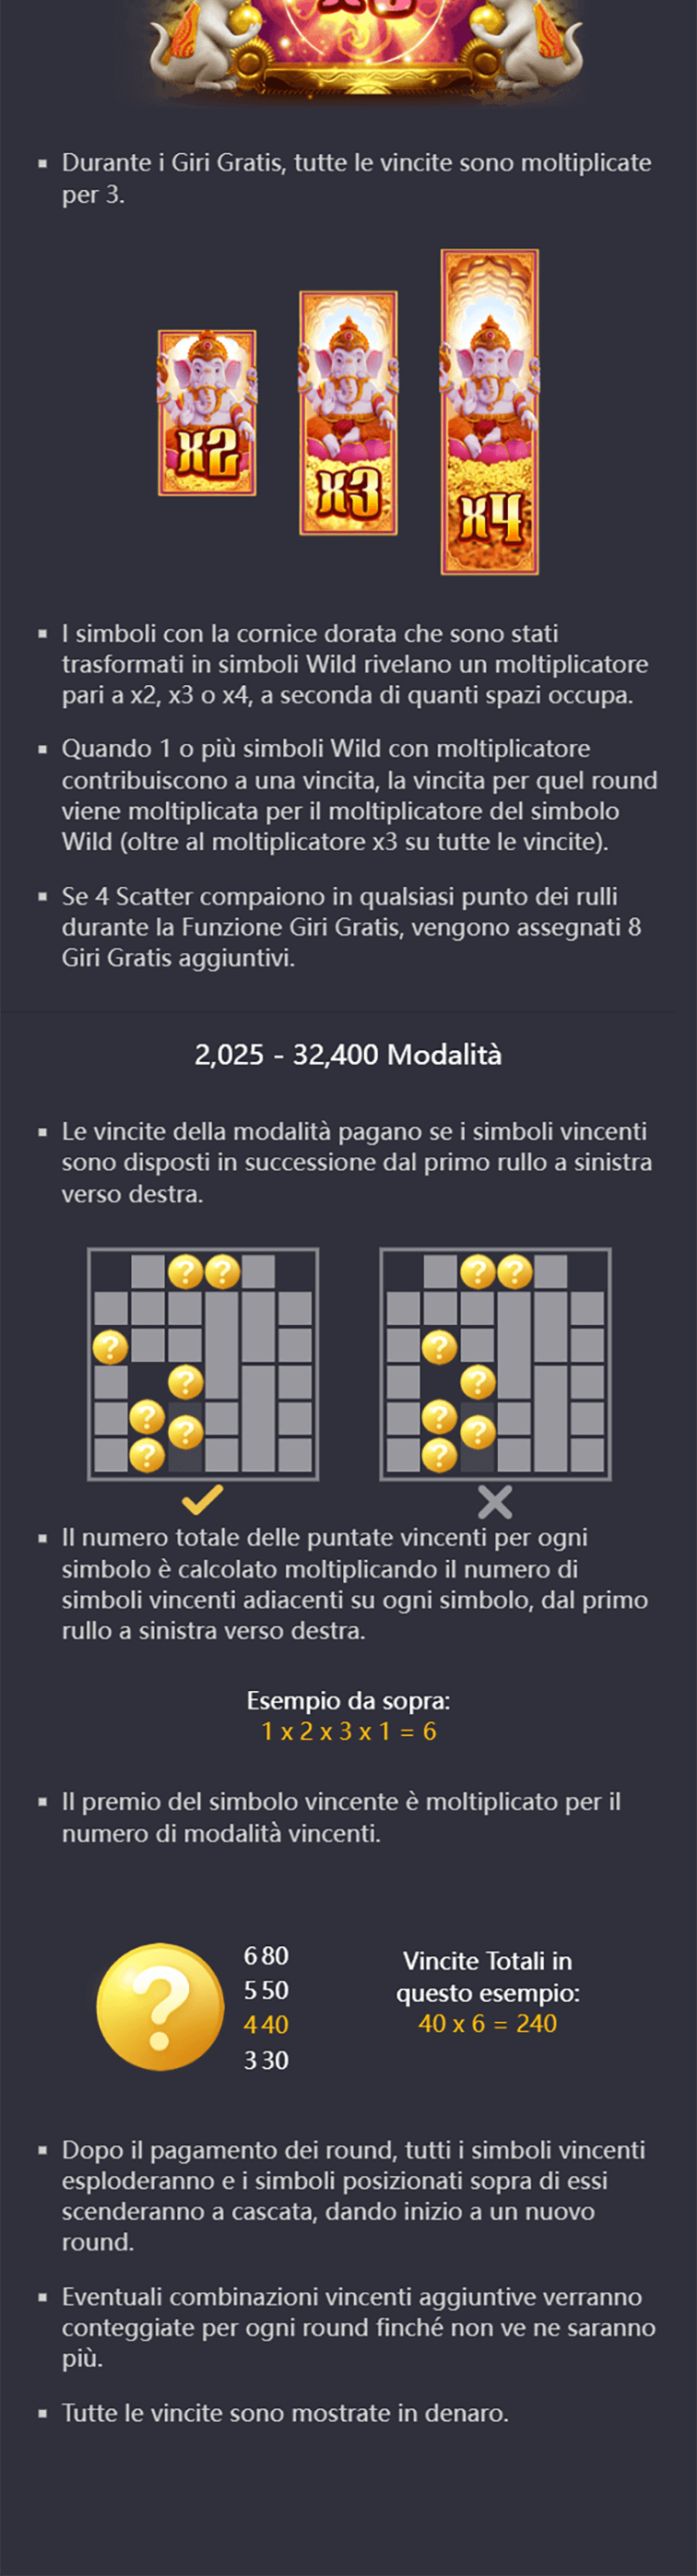 x3
Durante i Giri Gratis, tutte le vincite sono moltiplicate
per 3.
x2
x3
x4
I simboli con la cornice dorata che sono stati
trasformati in simboli Wild rivelano un moltiplicatore
pari a x2, x3 o x4, a seconda di quanti spazi occupa.
Quando 1 o più simboli Wild con moltiplicatore
contribuiscono a una vincita, la vincita per quel round
viene moltiplicata per il moltiplicatore del simbolo
Wild (oltre al moltiplicatore x3 su tutte le vincite).
Se 4 Scatter compaiono in qualsiasi punto dei rulli
durante la Funzione Giri Gratis, vengono assegnati 8
Giri Gratis aggiuntivi.
2,025 - 32,400 Modalità
Le vincite della modalità pagano se i simboli vincenti
sono disposti in successione dal primo rullo a sinistra
verso destra.
? ? ? ?
? ?
? ?
? ? ? ?
? ?
Il numero totale delle puntate vincenti per ogni
simbolo è calcolato moltiplicando il numero di
simboli vincenti adiacenti su ogni simbolo, dal primo
rullo a sinistra verso destra.
Esempio da sopra:
1 x 2 x 3 x 1 = 6
Il premio del simbolo vincente è moltiplicato per il
numero di modalità vincenti.
?
6 80
5 50
4 40
3 30
Vincite Totali in
questo esempio:
40 x 6 = 240
Dopo il pagamento dei round, tutti i simboli vincenti
esploderanno e i simboli posizionati sopra di essi
scenderanno a cascata, dando inizio a un nuovo
round.
Eventuali combinazioni vincenti aggiuntive verranno
conteggiate per ogni round finché non ve ne saranno
più.
Tutte le vincite sono mostrate in denaro.